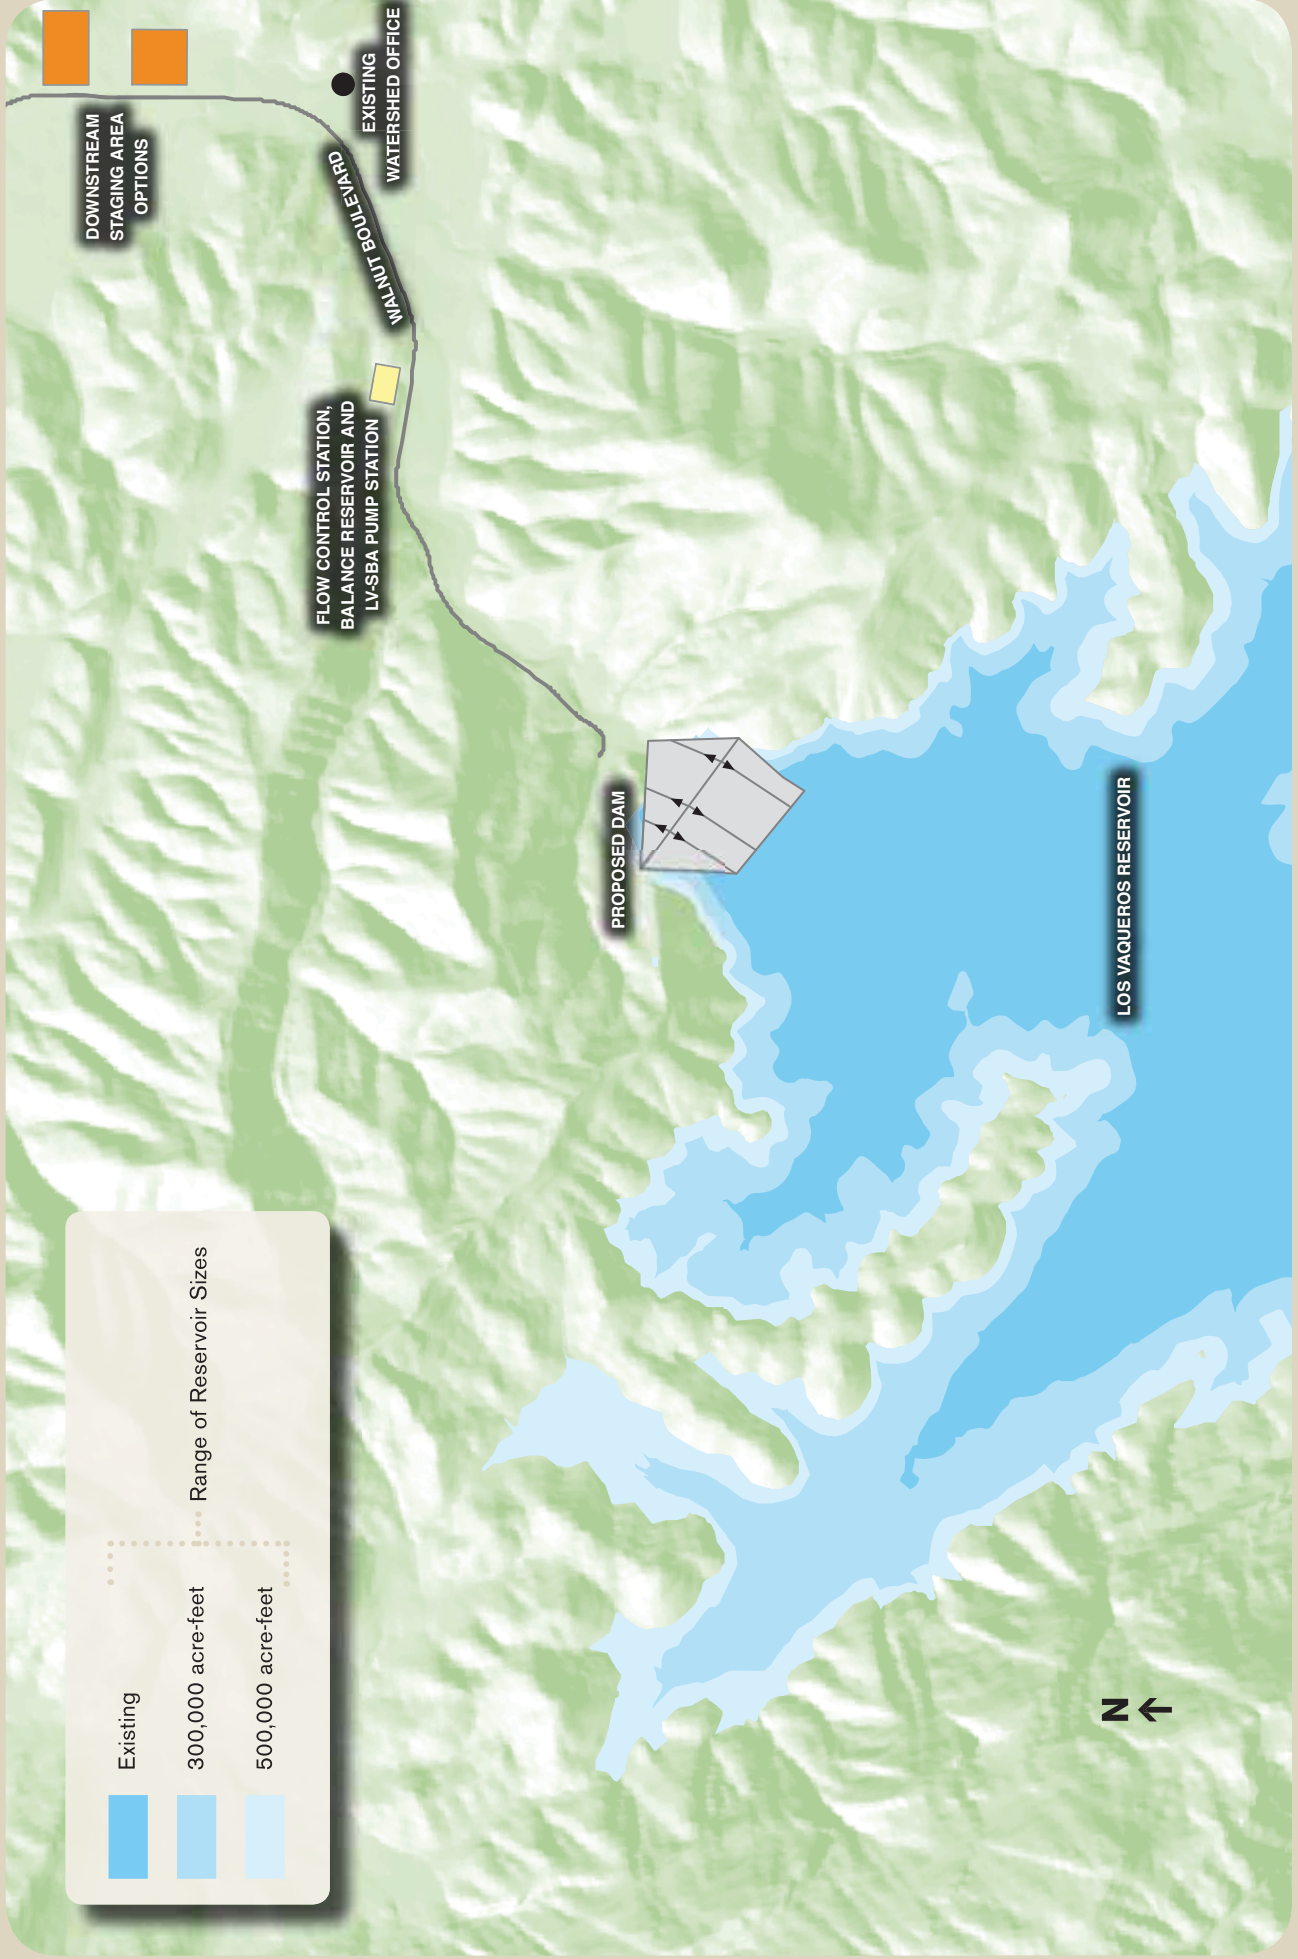 DOWNSTREAM
STAGING AREA
OPTIONS
EXISTING
WATERSHED OFFICE
WALNUT BOULEVARD
FLOW CONTROL STATION,
BALANCE RESERVOIR AND
LV-SBA PUMP STATION
PROPOSED DAM
LOS VAQUEROS RESERVOIR
Existing
300,000 acre-feet
500,000 acre-feet
Range of Reservoir Sizes
N